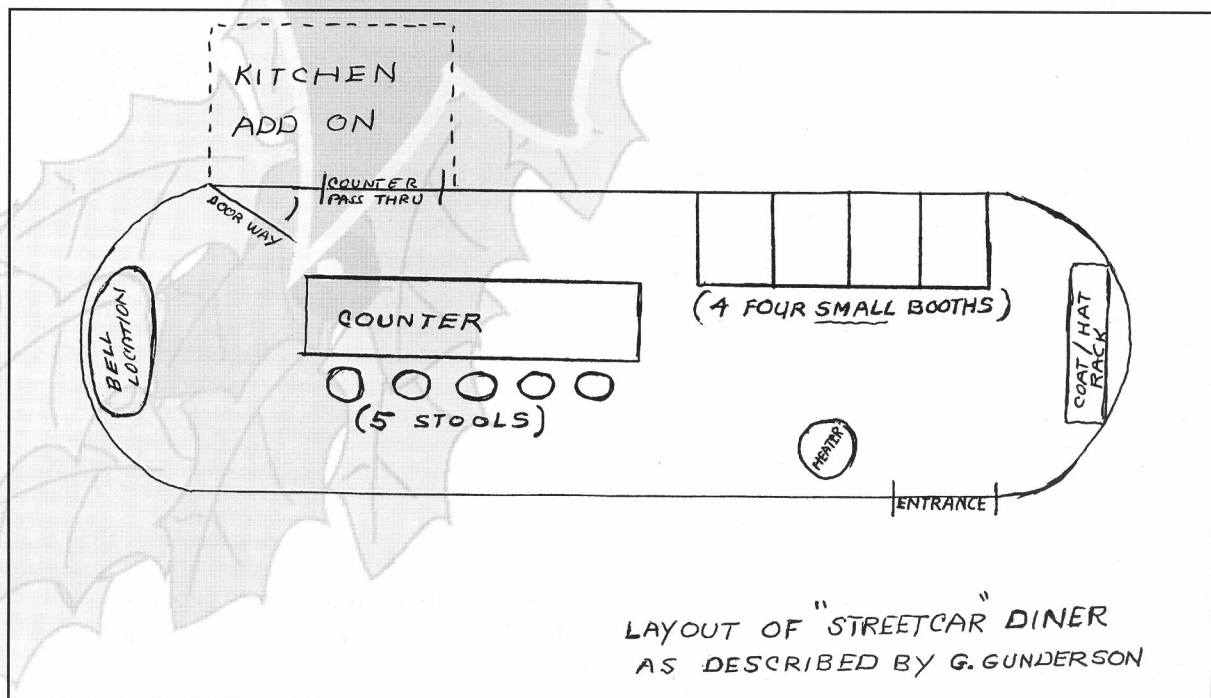 KITCHEN
ADD ON
COUNTER
PASS THRU
DOOR WAY
BELL
LOCATION
COUNTER
(5 STOOLS)
(4 FOUR SMALL BOOTHS)
COAT/HAT
RACK
HEATER
ENTRANCE
LAYOUT OF "STREETCAR" DINER
AS DESCRIBED BY G. GUNDERSON